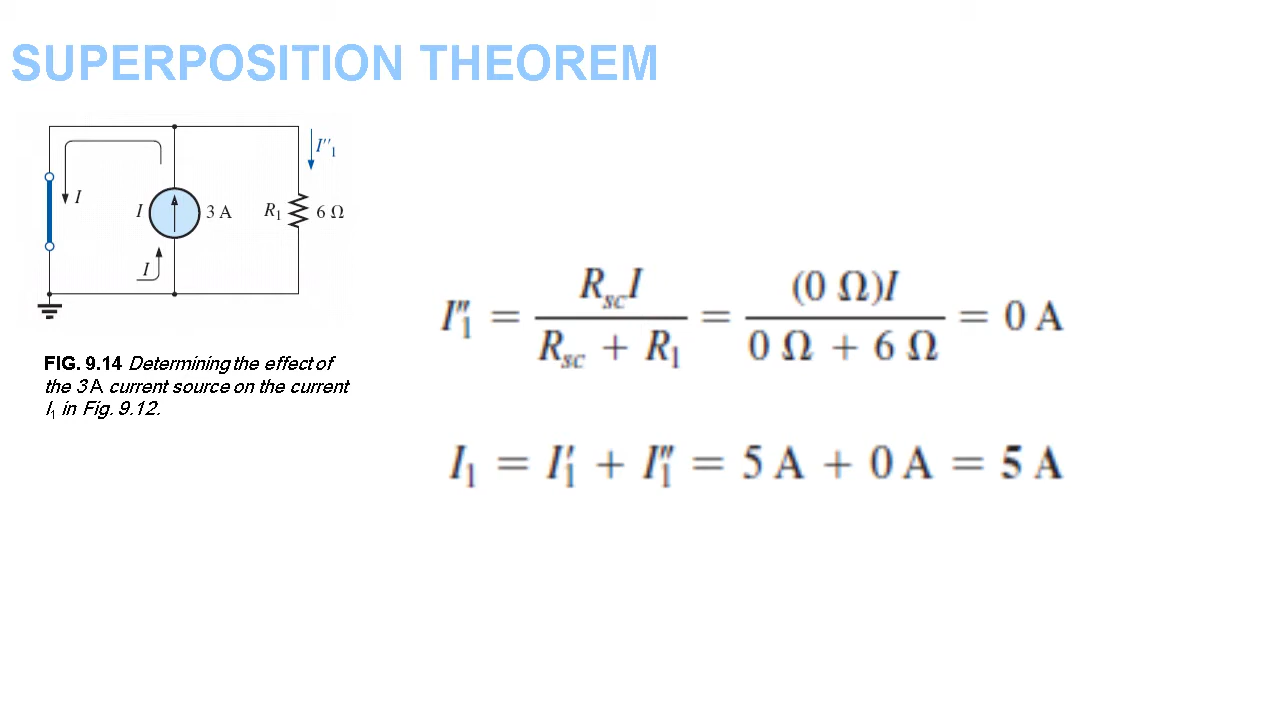 SUPERPOSITION THEOREM
I″₁
I
I 3 A R₁ 6 Ω
I
FIG. 9.14 Determining the effect of
the 3 A current source on the current
I₁ in Fig. 9.12.
I″₁ = R_sc I / (R_sc + R₁) = (0 Ω)I / (0 Ω + 6 Ω) = 0 A
I₁ = I′₁ + I″₁ = 5 A + 0 A = 5 A